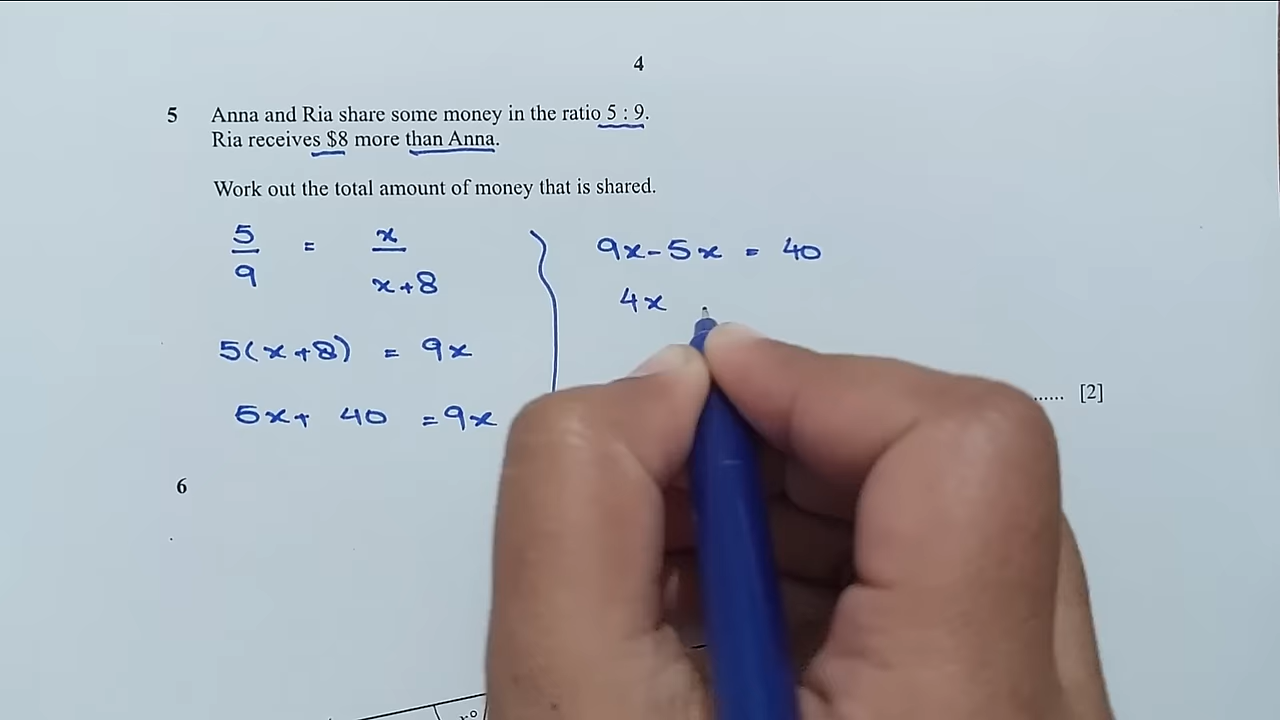 4
5 Anna and Ria share some money in the ratio 5 : 9.
Ria receives $8 more than Anna.
Work out the total amount of money that is shared.
5/9 = x/x+8
5(x+8) = 9x
5x+ 40 = 9x
9x-5x = 40
4x
...... [2]
6